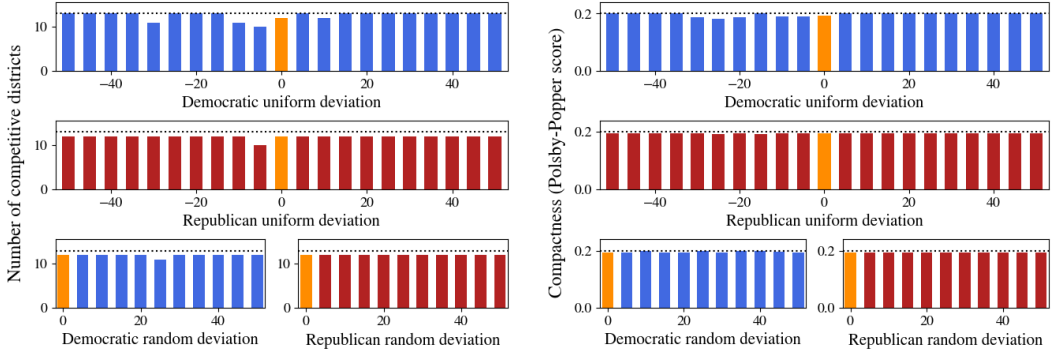 Number of competitive districts
10
0
−40 −20 0 20 40
Democratic uniform deviation
10
0
−40 −20 0 20 40
Republican uniform deviation
10
0
0 20 40
Democratic random deviation
10
0
0 20 40
Republican random deviation
Compactness (Polsby-Popper score)
0.2
0.0
−40 −20 0 20 40
Democratic uniform deviation
0.2
0.0
−40 −20 0 20 40
Republican uniform deviation
0.2
0.0
0 20 40
Democratic random deviation
0.2
0.0
0 20 40
Republican random deviation